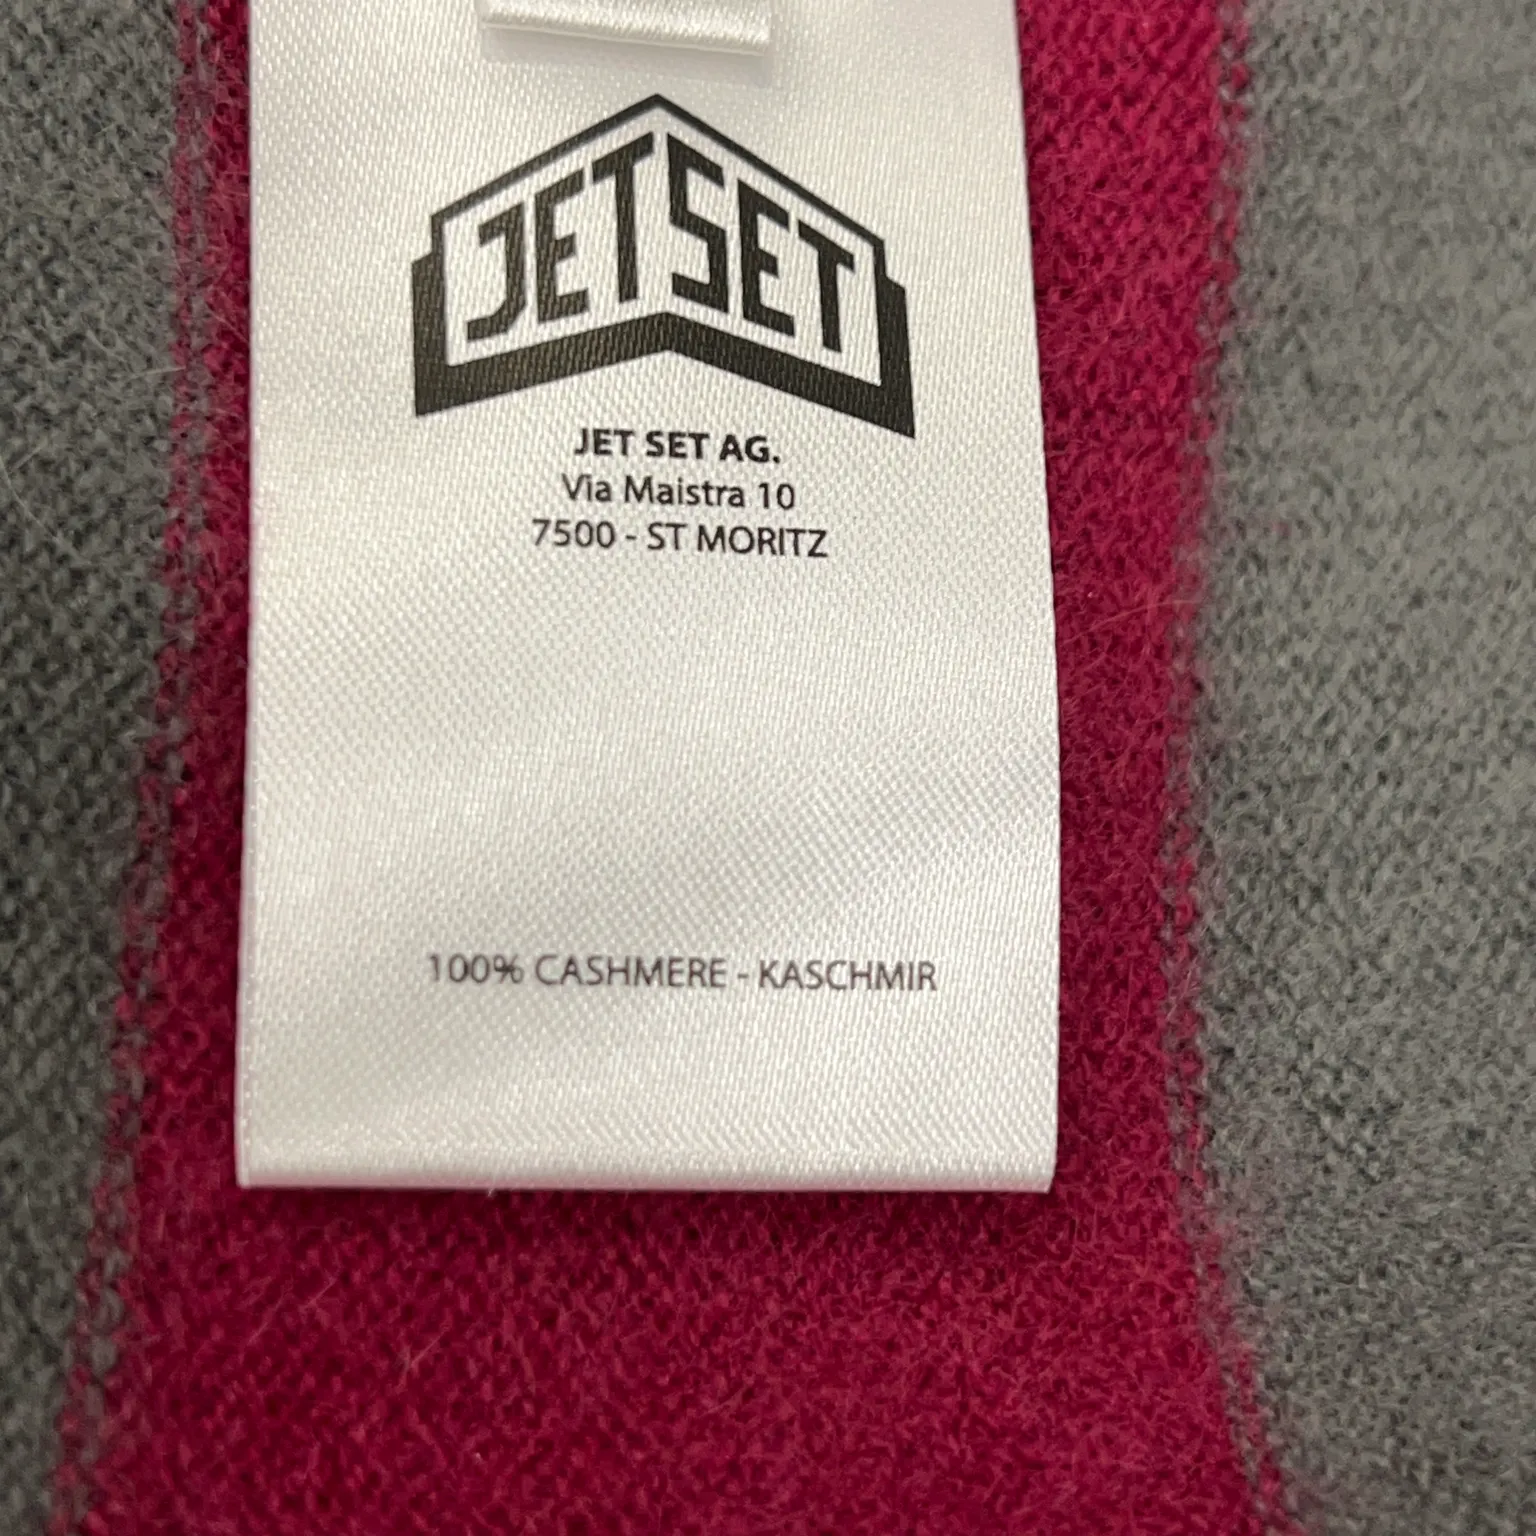 JETSET
JET SET AG.
Via Maistra 10
7500 - ST MORITZ
100% CASHMERE - KASCHMIR